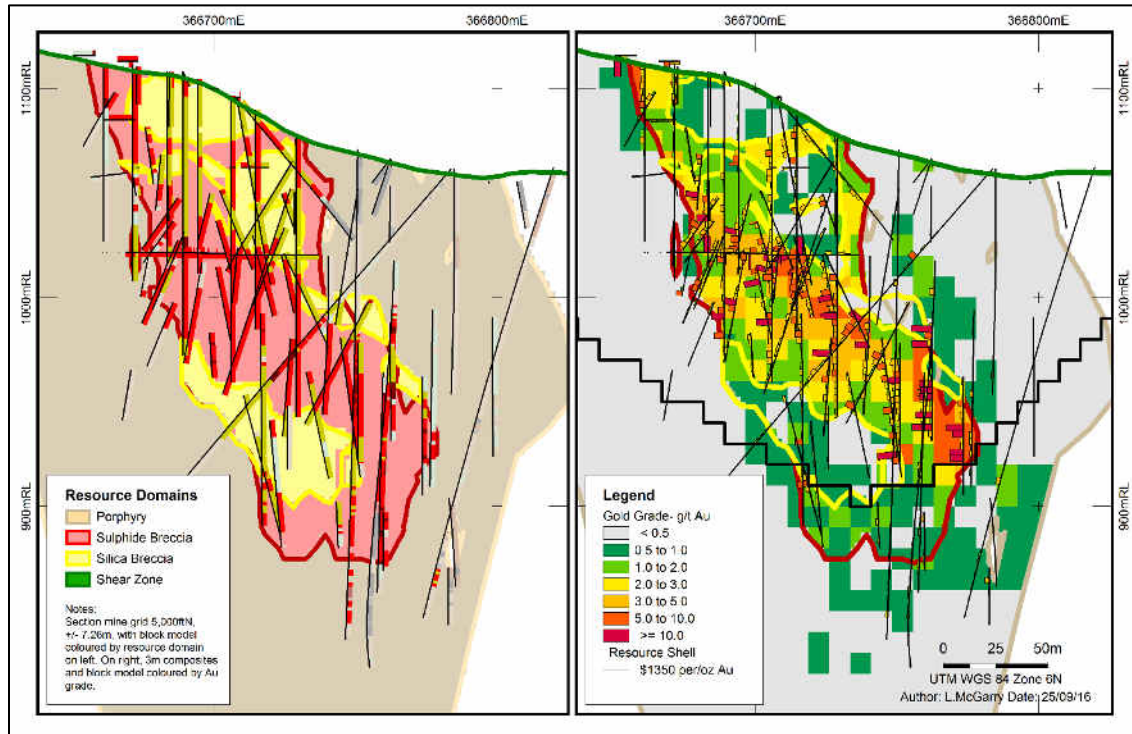 366700mE
366800mE
366700mE
366800mE
1100mRL
1000mRL
900mRL
1100mRL
1000mRL
900mRL
Resource Domains
Porphyry
Sulphide Breccia
Silica Breccia
Shear Zone
Notes:
Section mine grid 5,000ftN,
+/- 7.26m, with block model
coloured by resource domain
on left. On right, 3m composites
and block model coloured by Au
grade.
Legend
Gold Grade- g/t Au
< 0.5
0.5 to 1.0
1.0 to 2.0
2.0 to 3.0
3.0 to 5.0
5.0 to 10.0
>= 10.0
Resource Shell
$1350 per/oz Au
0 25 50m
UTM WGS 84 Zone 6N
Author: L.McGarry Date: 25/09/16